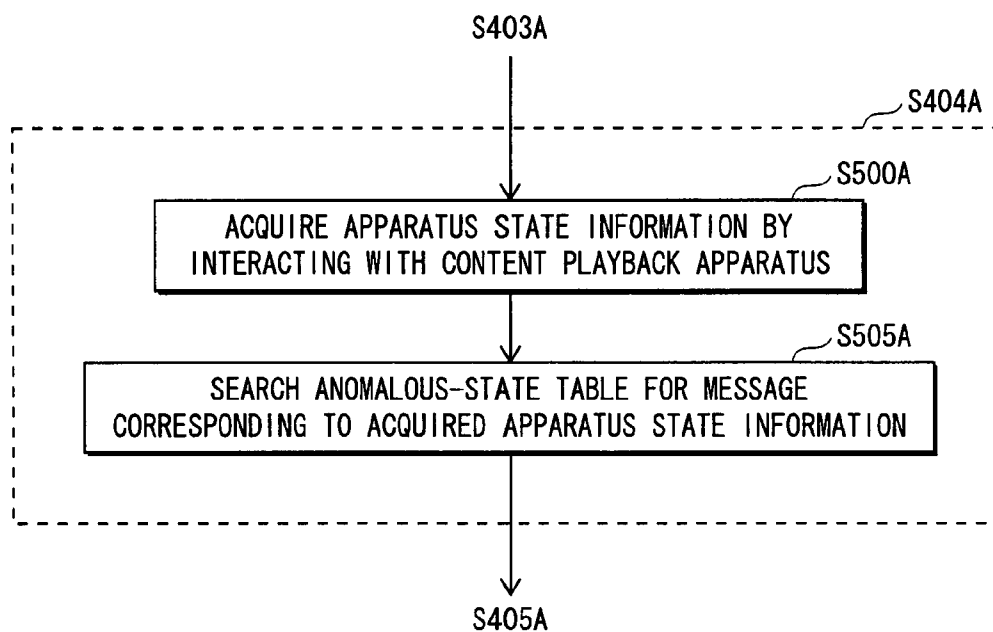 S403A
S404A
S500A
ACQUIRE APPARATUS STATE INFORMATION BY
INTERACTING WITH CONTENT PLAYBACK APPARATUS
S505A
SEARCH ANOMALOUS-STATE TABLE FOR MESSAGE
CORRESPONDING TO ACQUIRED APPARATUS STATE INFORMATION
S405A